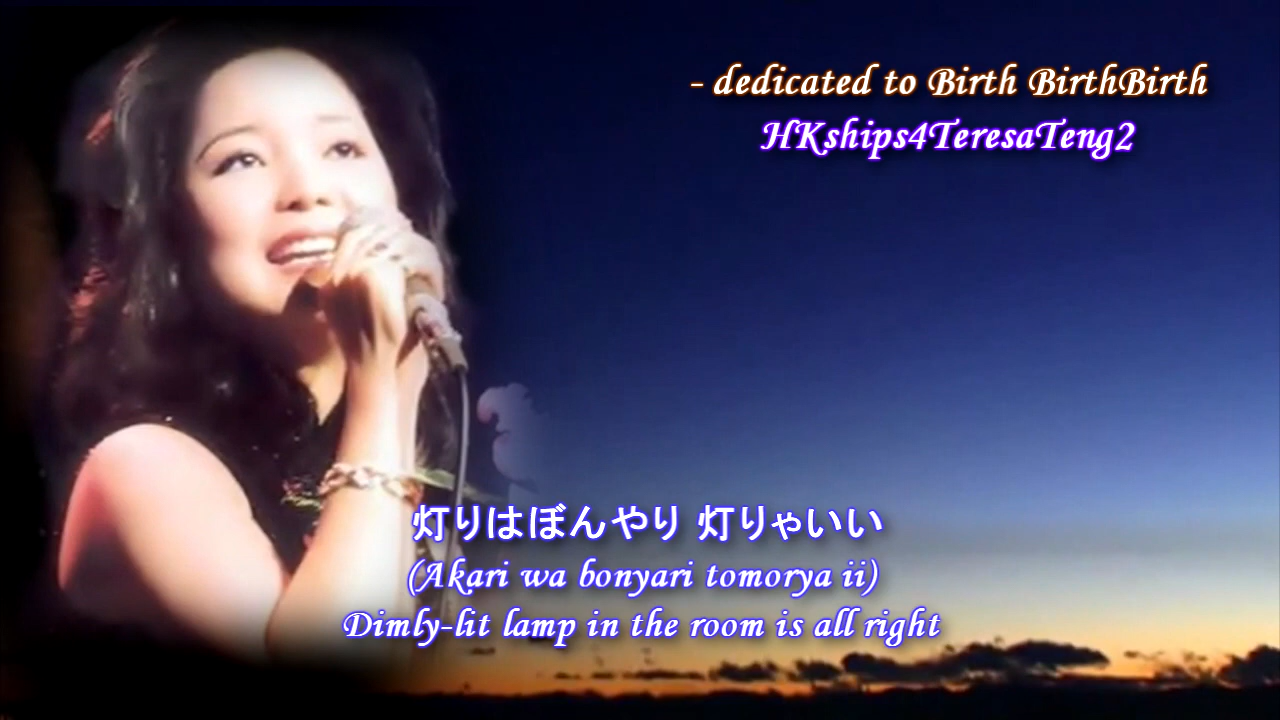 - dedicated to Birth BirthBirth
HKships4TeresaTeng2
灯りはぼんやり 灯りゃいい
(Akari wa bonyari tomorya ii)
Dimly-lit lamp in the room is all right